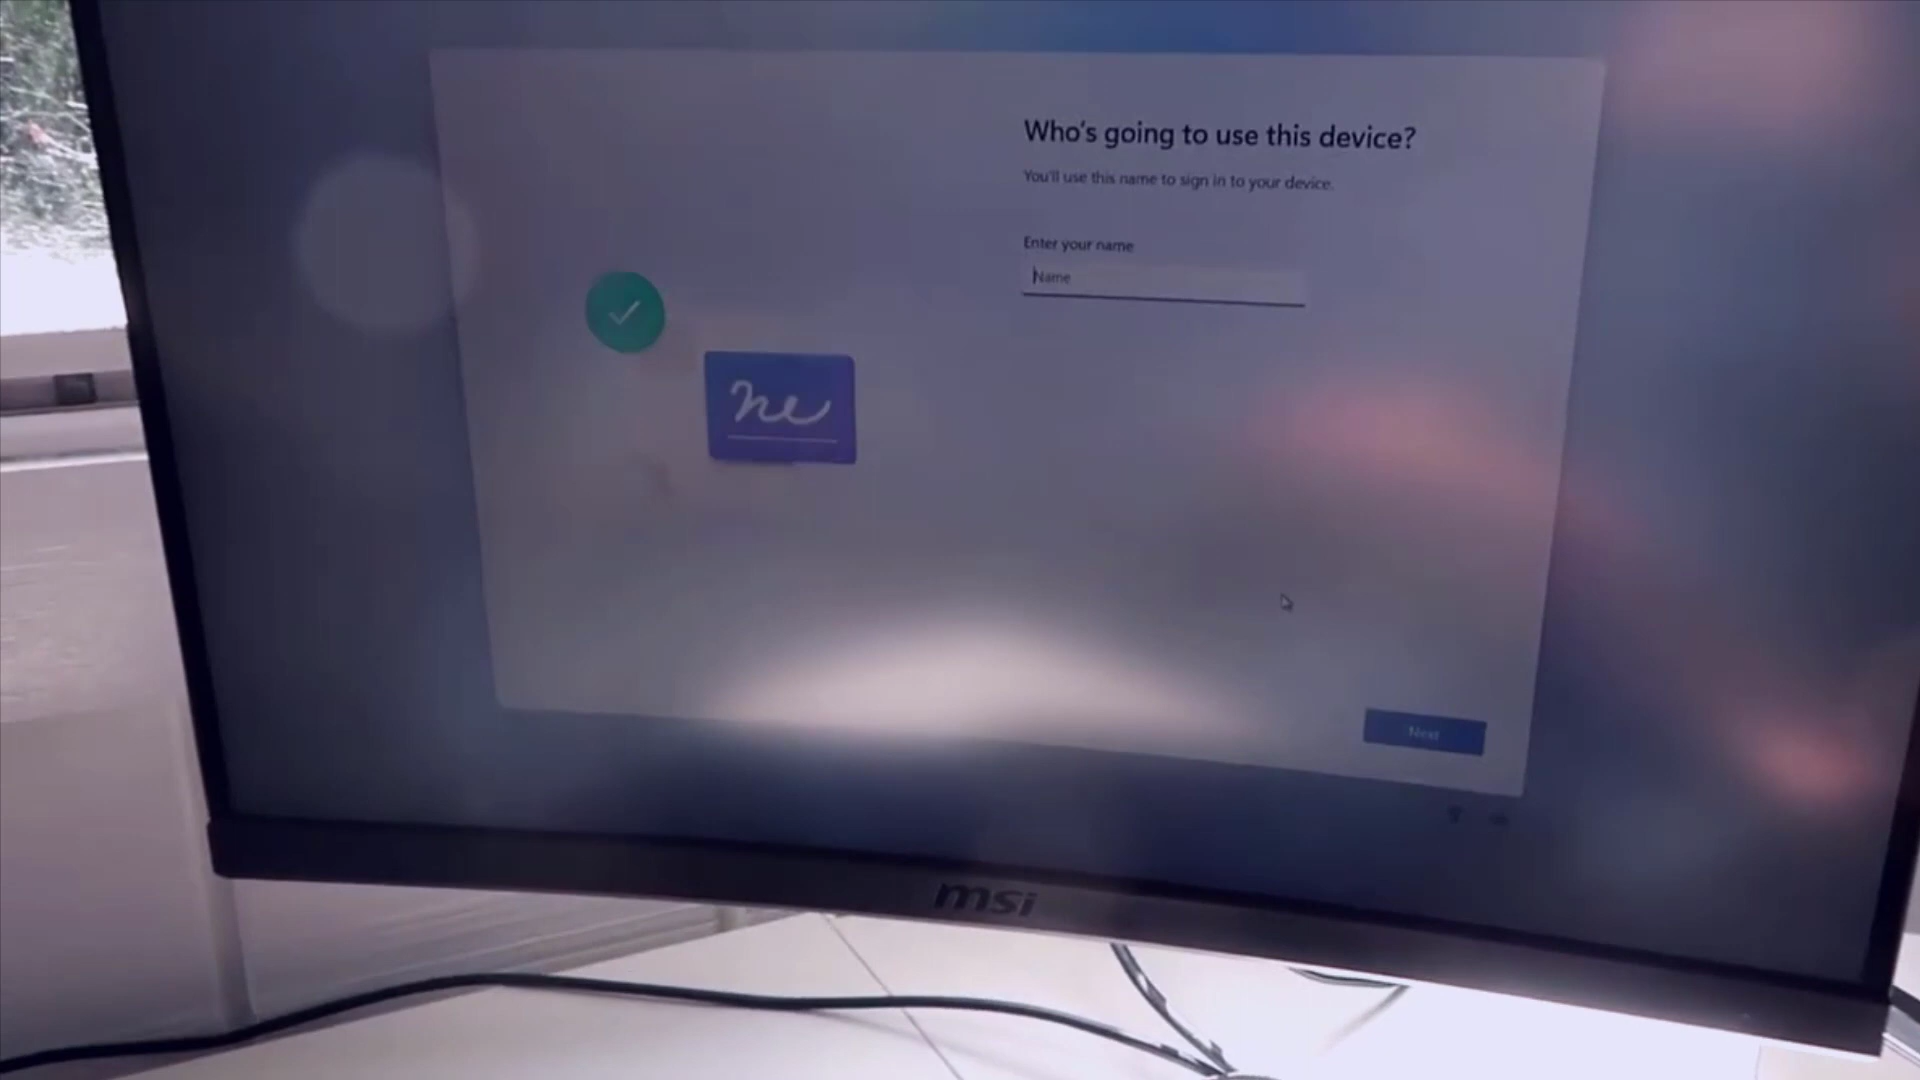 Who's going to use this device?
You'll use this name to sign in to your device.
Enter your name
Name
ne
Next
msi